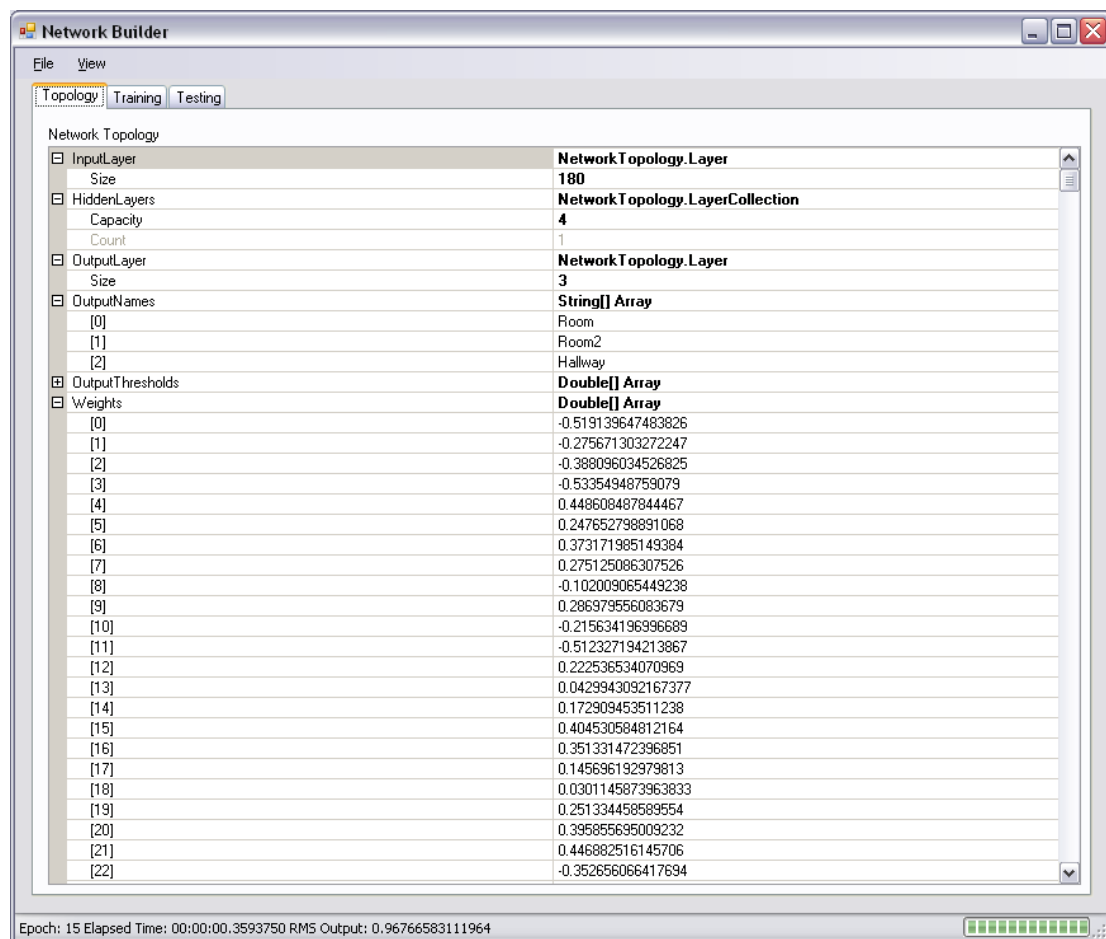 Network Builder
File View
Topology Training Testing
Network Topology
InputLayer NetworkTopology.Layer
Size 180
HiddenLayers NetworkTopology.LayerCollection
Capacity 4
Count 1
OutputLayer NetworkTopology.Layer
Size 3
OutputNames String[] Array
[0] Room
[1] Room2
[2] Hallway
OutputThresholds Double[] Array
Weights Double[] Array
[0] -0.519139647483826
[1] -0.275671303272247
[2] -0.388096034526825
[3] -0.53354948759079
[4] 0.448608487844467
[5] 0.247652798891068
[6] 0.373171985149384
[7] 0.275125086307526
[8] -0.102009065449238
[9] 0.286979556083679
[10] -0.215634196996689
[11] -0.512327194213867
[12] 0.222536534070969
[13] 0.0429943092167377
[14] 0.172909453511238
[15] 0.404530584812164
[16] 0.351331472396851
[17] 0.145696192979813
[18] 0.0301145873963833
[19] 0.251334458589554
[20] 0.395855695009232
[21] 0.446882516145706
[22] -0.352656066417694
Epoch: 15 Elapsed Time: 00:00:00.3593750 RMS Output: 0.96766583111964